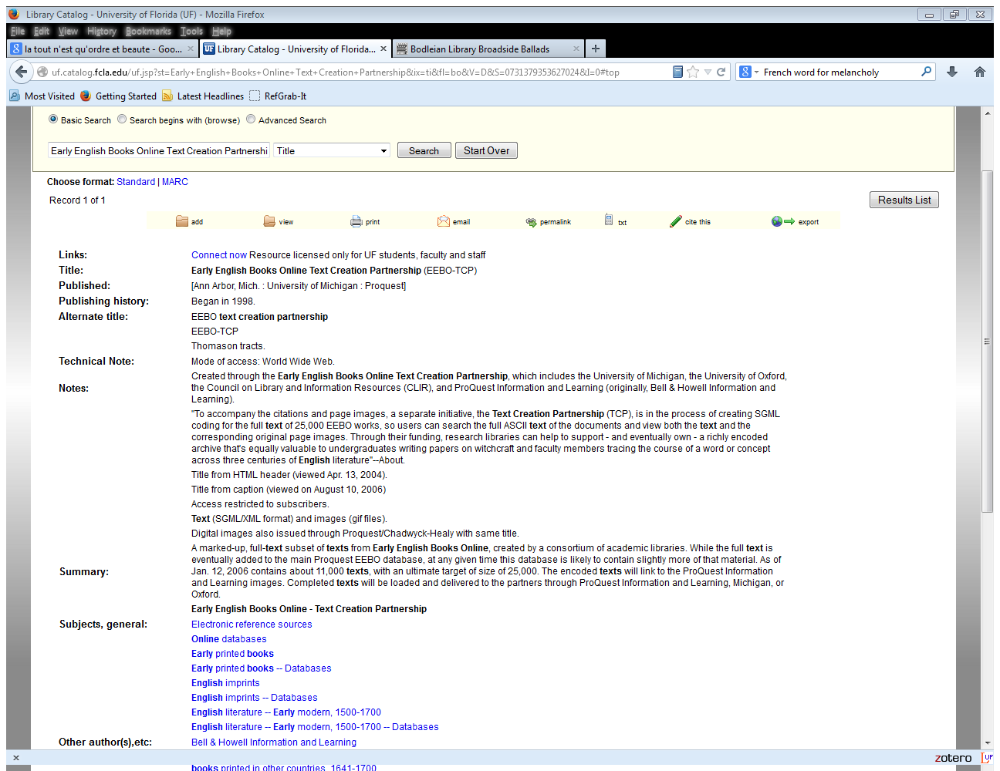 Library Catalog - University of Florida (UF) - Mozilla Firefox
File Edit View History Bookmarks Tools Help
la tout n'est qu'ordre et beaute - Goo... Library Catalog - University of Florida... Bodleian Library Broadside Ballads
uf.catalog.fcla.edu/uf.jsp?st=Early+English+Books+Online+Text+Creation+Partnership&ix=ti&fl=bo&V=D&S=0731379353627024&I=0#top French word for melancholy
Most Visited Getting Started Latest Headlines RefGrab-It
Basic Search Search begins with (browse) Advanced Search
Early English Books Online Text Creation Partnershi Title Search Start Over
Choose format: Standard | MARC
Record 1 of 1 Results List
add view print email permalink txt cite this export
Links: Connect now Resource licensed only for UF students, faculty and staff
Title: Early English Books Online Text Creation Partnership (EEBO-TCP)
Published: [Ann Arbor, Mich. : University of Michigan : Proquest]
Publishing history: Began in 1998.
Alternate title: EEBO text creation partnership
EEBO-TCP
Thomason tracts.
Technical Note: Mode of access: World Wide Web.
Notes: Created through the Early English Books Online Text Creation Partnership, which includes the University of Michigan, the University of Oxford,
the Council on Library and Information Resources (CLIR), and ProQuest Information and Learning (originally, Bell & Howell Information and
Learning).
"To accompany the citations and page images, a separate initiative, the Text Creation Partnership (TCP), is in the process of creating SGML
coding for the full text of 25,000 EEBO works, so users can search the full ASCII text of the documents and view both the text and the
corresponding original page images. Through their funding, research libraries can help to support - and eventually own - a richly encoded
archive that's equally valuable to undergraduates writing papers on witchcraft and faculty members tracing the course of a word or concept
across three centuries of English literature"--About.
Title from HTML header (viewed Apr. 13, 2004).
Title from caption (viewed on August 10, 2006)
Access restricted to subscribers.
Text (SGML/XML format) and images (gif files).
Digital images also issued through Proquest/Chadwyck-Healy with same title.
Summary: A marked-up, full-text subset of texts from Early English Books Online, created by a consortium of academic libraries. While the full text is
eventually added to the main Proquest EEBO database, at any given time this database is likely to contain slightly more of that material. As of
Jan. 12, 2006 contains about 11,000 texts, with an ultimate target of size of 25,000. The encoded texts will link to the ProQuest Information
and Learning images. Completed texts will be loaded and delivered to the partners through ProQuest Information and Learning, Michigan, or
Oxford.
Early English Books Online - Text Creation Partnership
Subjects, general: Electronic reference sources
Online databases
Early printed books
Early printed books -- Databases
English imprints
English imprints -- Databases
English literature -- Early modern, 1500-1700
English literature -- Early modern, 1500-1700 -- Databases
Other author(s),etc: Bell & Howell Information and Learning
zotero UF
books printed in other countries, 1641-1700